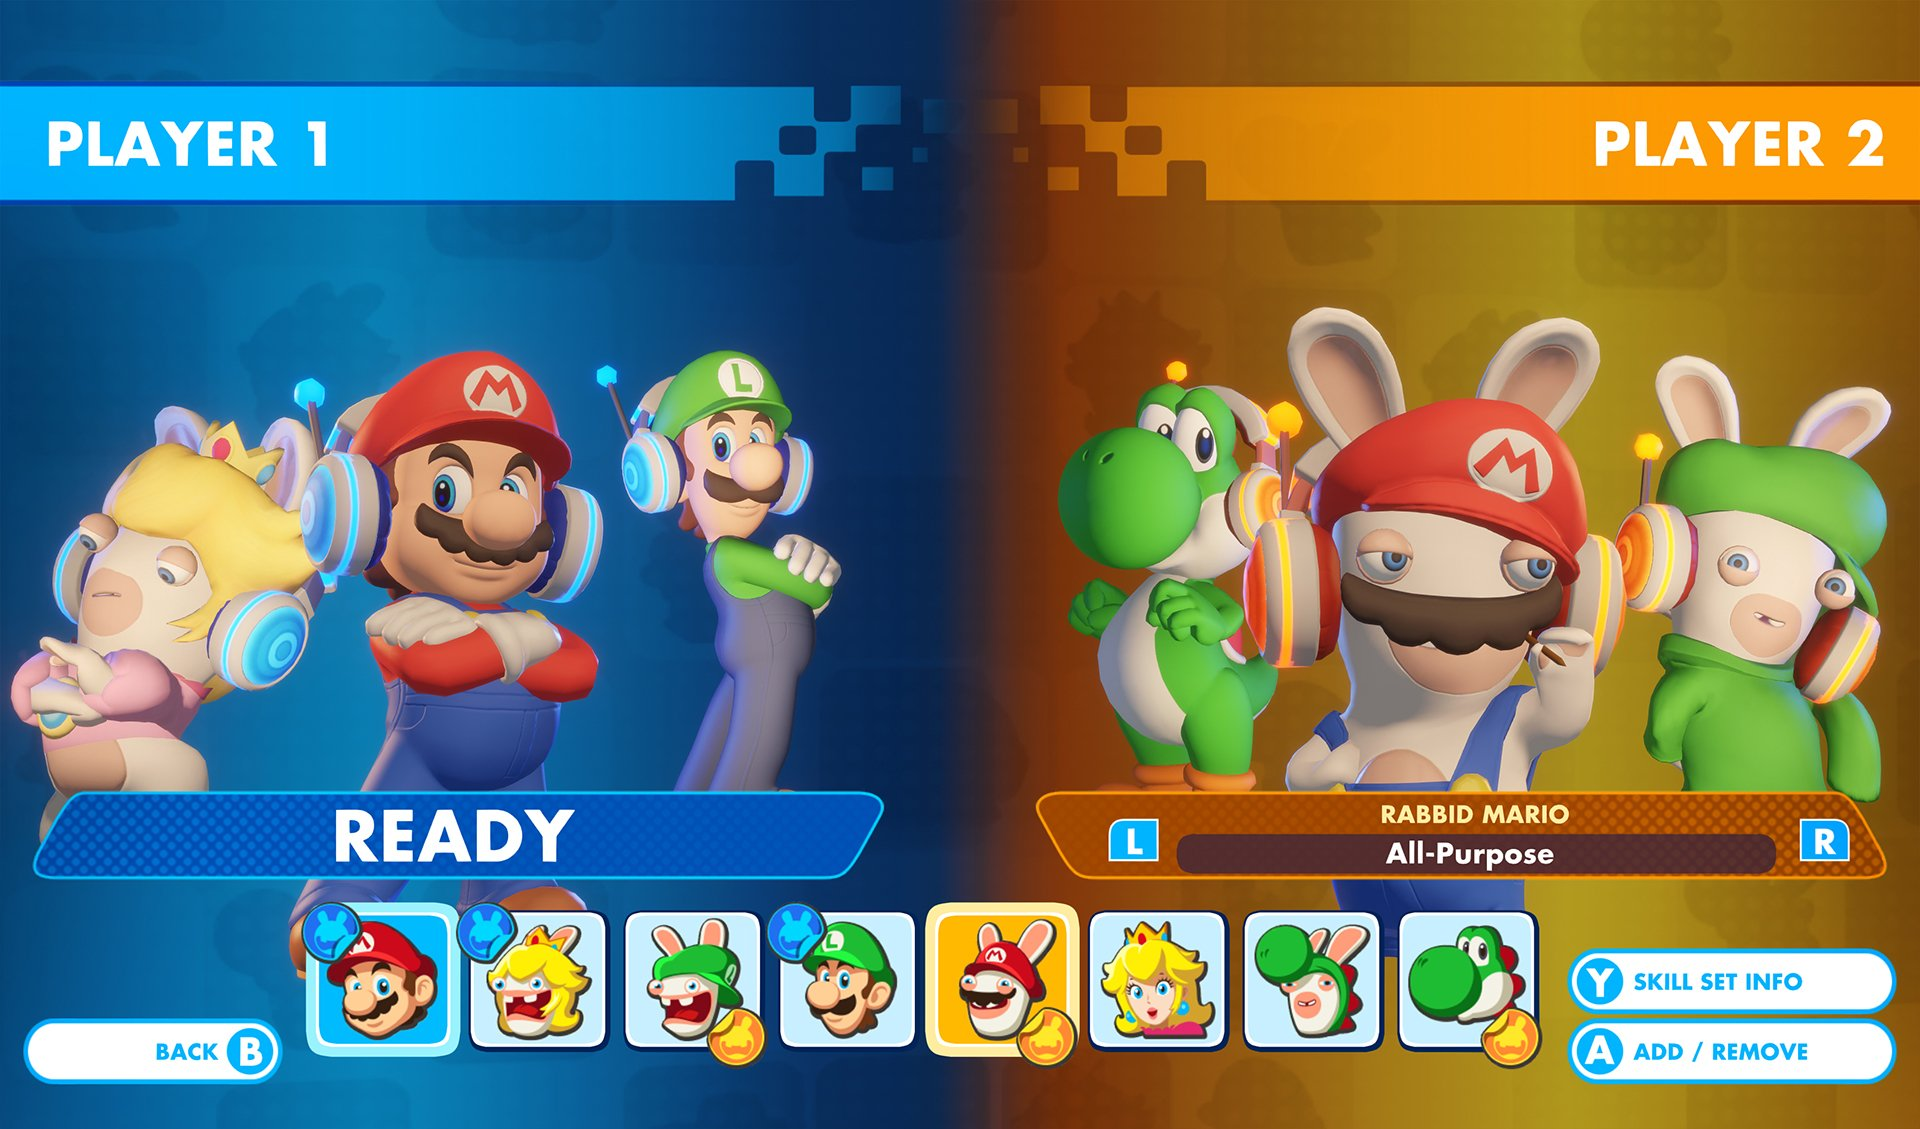 PLAYER 1
PLAYER 2
M
L
M
READY
RABBID MARIO
L
All-Purpose
R
M
L
M
Y SKILL SET INFO
BACK B
A ADD / REMOVE